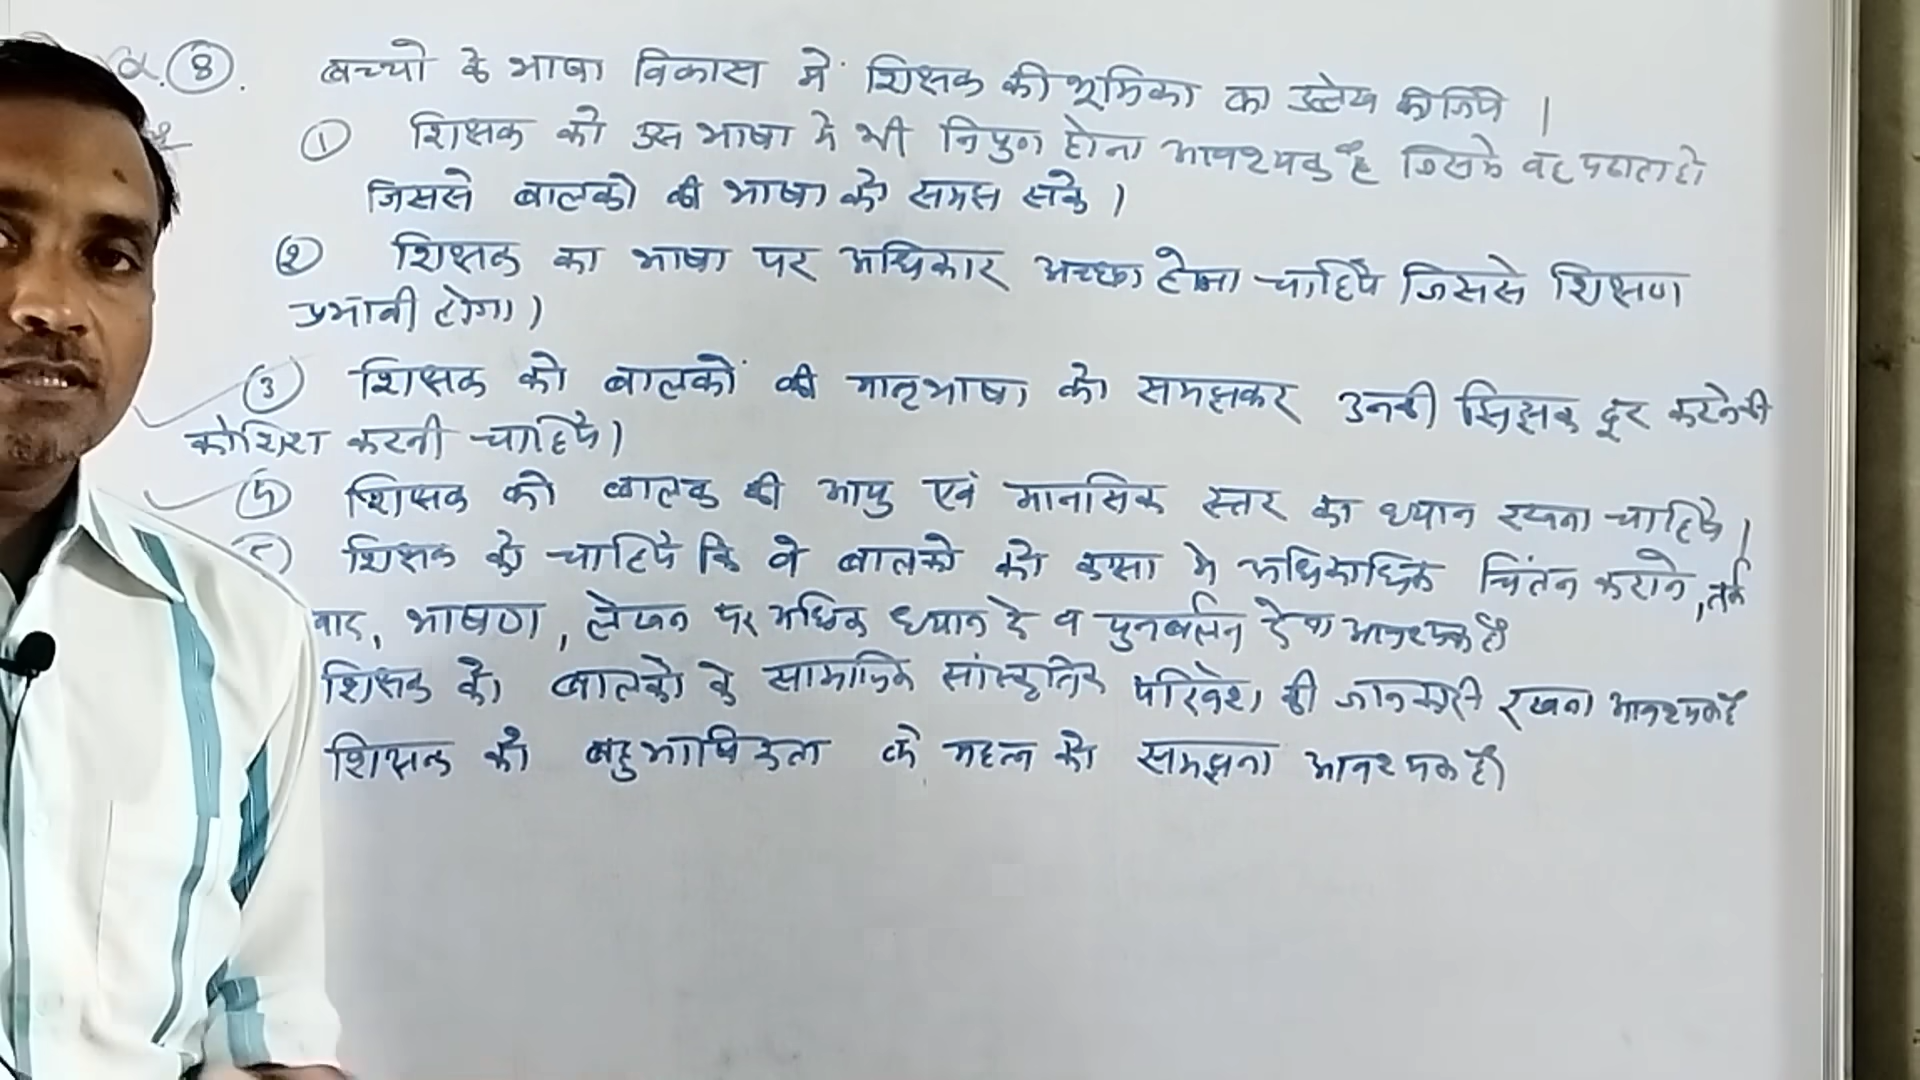 Q. 8. बच्चो के भाषा विकास मे शिक्षक की भूमिका का उल्लेख कीजिये |
① शिक्षक को उस भाषा मे भी निपुण होना आवश्यक है जिसमे वह पढाता हो
जिससे बालको की भाषा को समझ सके।
② शिक्षक का भाषा पर अधिकार अच्छा होना चाहिये जिससे शिक्षण
प्रभावी होगा।
③ शिक्षक को बालकों की मातृभाषा को समझकर उनकी झिझक दूर करने की
कोशिश करनी चाहिये।
शिक्षक को बालक की आयु एवं मानसिक स्तर का ध्यान रखना चाहिये।
शिक्षक को चाहिये कि वे बालको को कक्षा मे अधिकाधिक चिंतन कराने, तर्क
वाद, भाषण, लेखन पर अधिक ध्यान दे व पुनर्बलन देना आवश्यक है
शिक्षक को बालको के सामाजिक सांस्कृतिक परिवेश की जानकारी रखना आवश्यक है
शिक्षक को बहुभाषिकता के महत्व को समझना आवश्यक है।